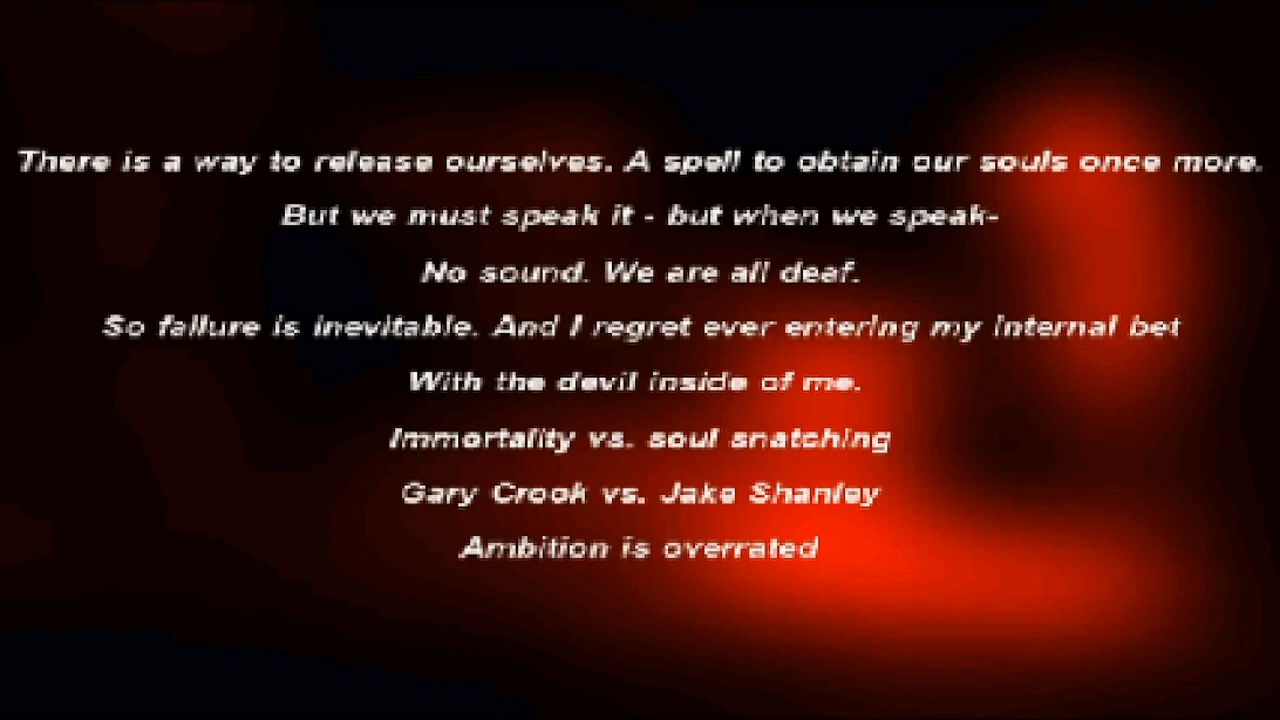 There is a way to release ourselves. A spell to obtain our souls once more.
But we must speak it - but when we speak-
No sound. We are all deaf.
So failure is inevitable. And I regret ever entering my internal bet
With the devil inside of me.
Immortality vs. soul snatching
Gary Crook vs. Jake Shanley
Ambition is overrated